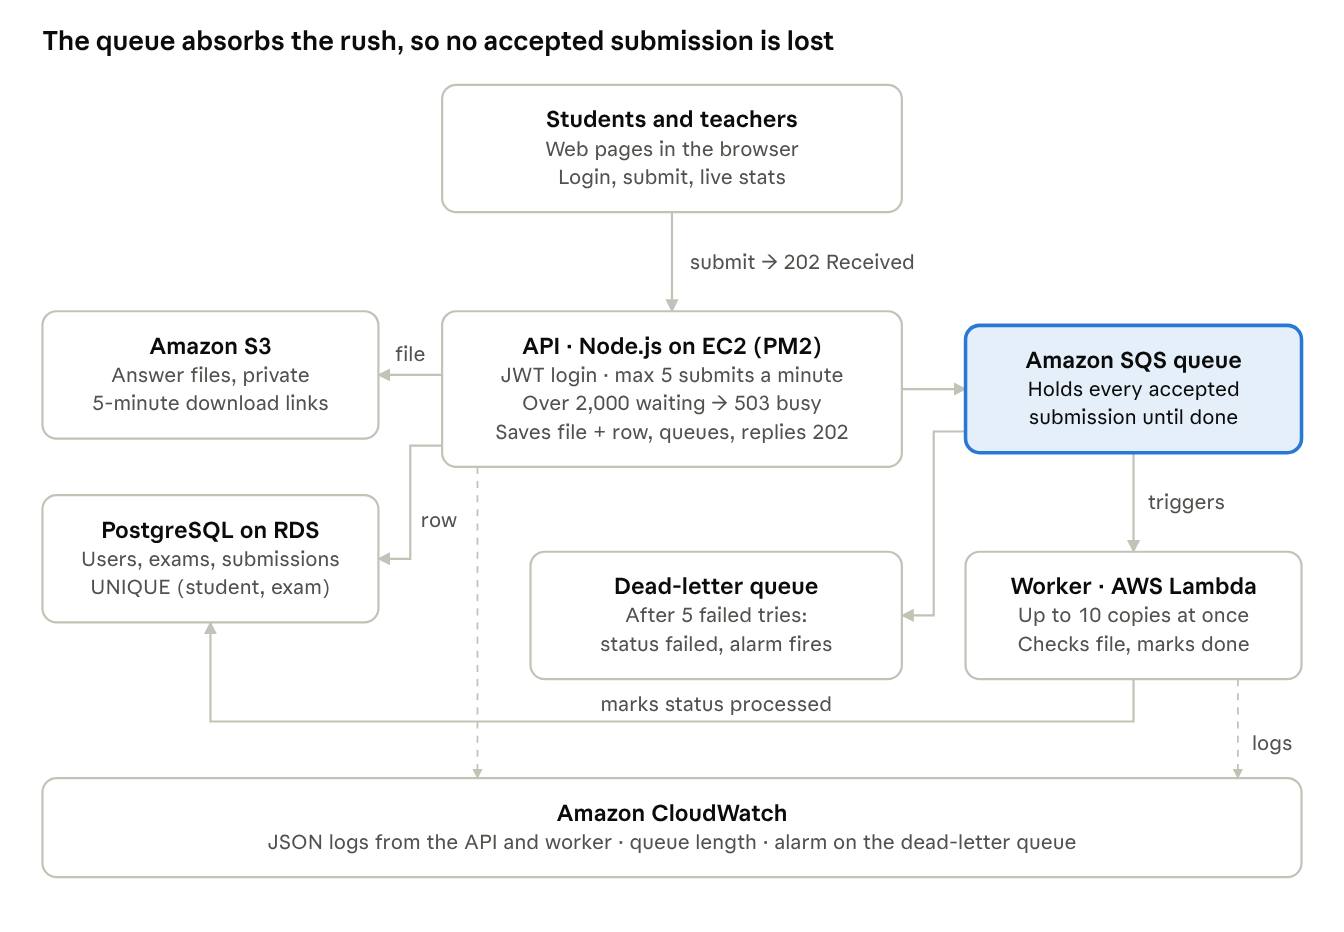 The queue absorbs the rush, so no accepted submission is lost
Students and teachers
Web pages in the browser
Login, submit, live stats
submit → 202 Received
Amazon S3
Answer files, private
5-minute download links
file
API · Node.js on EC2 (PM2)
JWT login · max 5 submits a minute
Over 2,000 waiting → 503 busy
Saves file + row, queues, replies 202
Amazon SQS queue
Holds every accepted
submission until done
triggers
row
PostgreSQL on RDS
Users, exams, submissions
UNIQUE (student, exam)
Dead-letter queue
After 5 failed tries:
status failed, alarm fires
Worker · AWS Lambda
Up to 10 copies at once
Checks file, marks done
marks status processed
logs
Amazon CloudWatch
JSON logs from the API and worker · queue length · alarm on the dead-letter queue